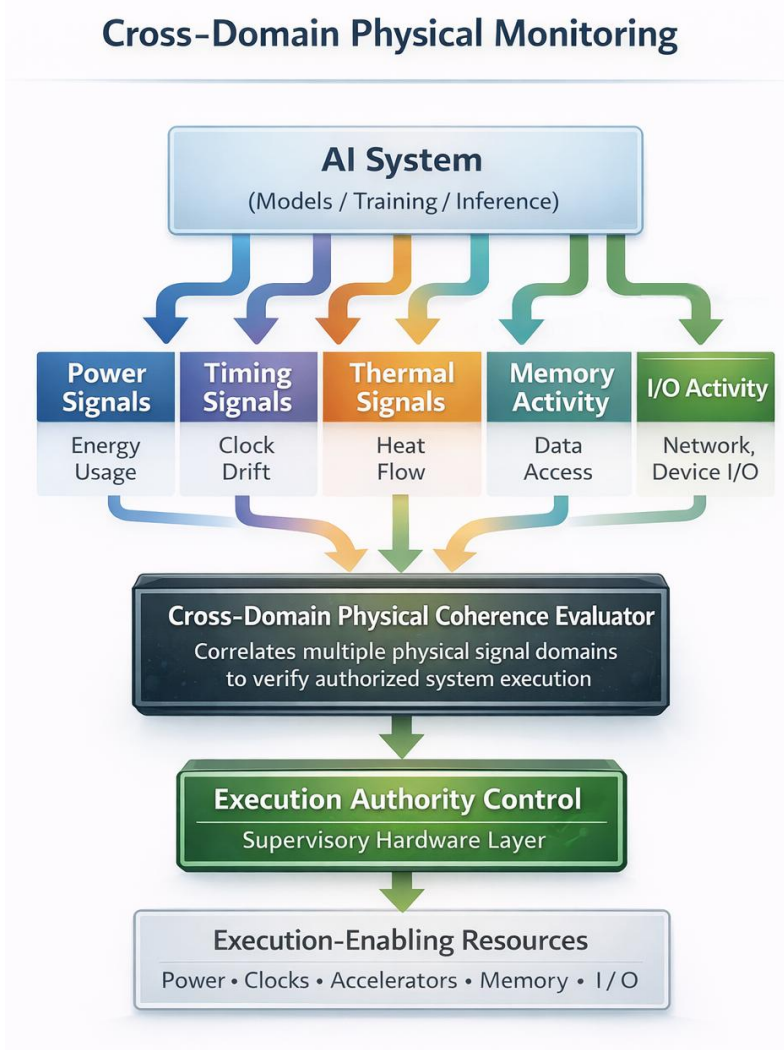 Cross-Domain Physical Monitoring
AI System
(Models / Training / Inference)
Power
Signals
Energy
Usage
Timing
Signals
Clock
Drift
Thermal
Signals
Heat
Flow
Memory
Activity
Data
Access
I/O Activity
Network,
Device I/O
Cross-Domain Physical Coherence Evaluator
Correlates multiple physical signal domains
to verify authorized system execution
Execution Authority Control
Supervisory Hardware Layer
Execution-Enabling Resources
Power • Clocks • Accelerators • Memory • I/O